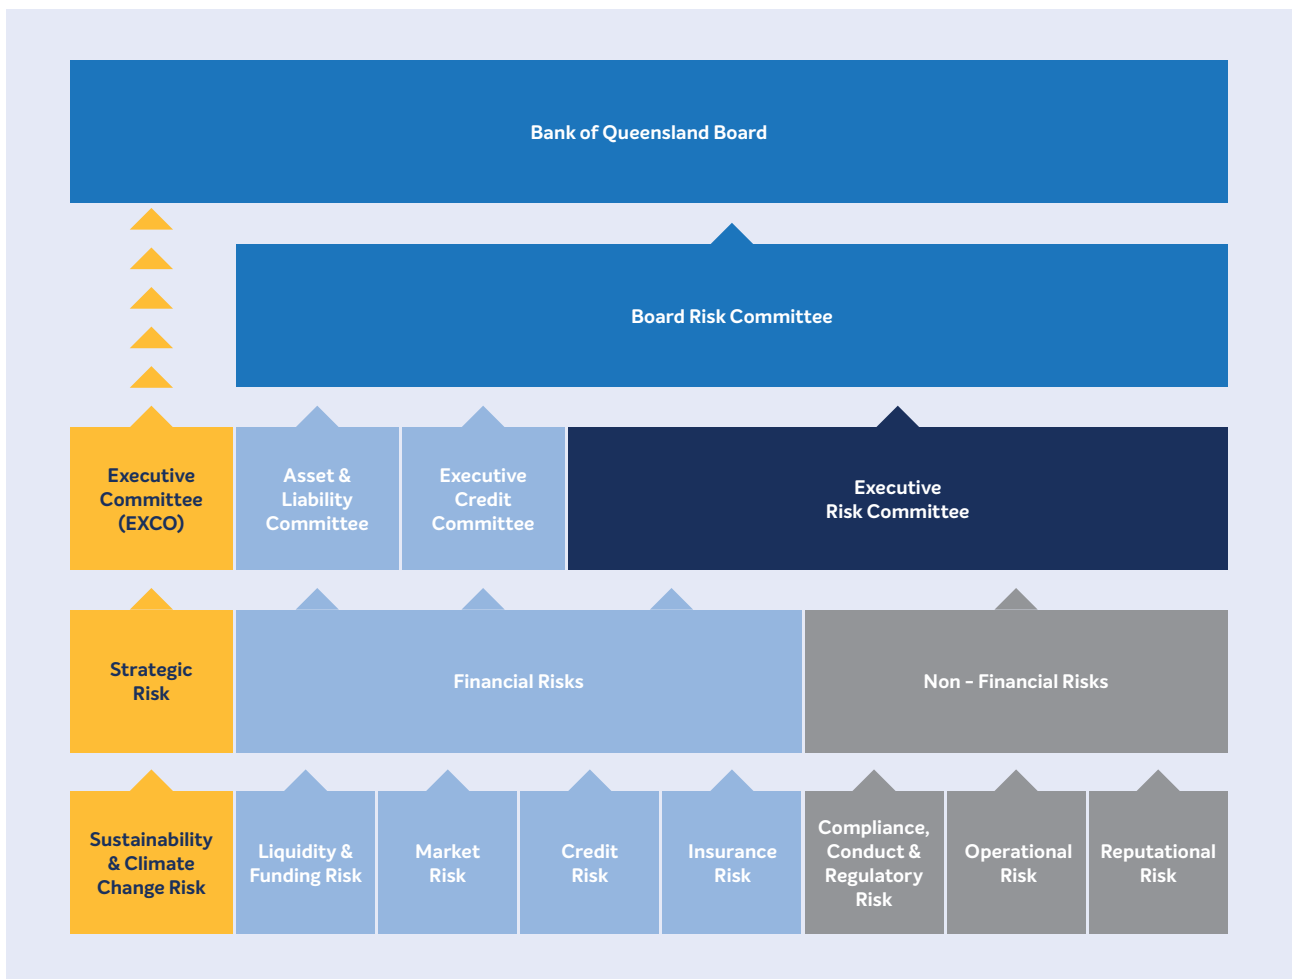 Bank of Queensland Board
Board Risk Committee
Executive
Committee
(EXCO)
Asset &
Liability
Committee
Executive
Credit
Committee
Executive
Risk Committee
Strategic
Risk
Financial Risks
Non - Financial Risks
Sustainability
& Climate
Change Risk
Liquidity &
Funding Risk
Market
Risk
Credit
Risk
Insurance
Risk
Compliance,
Conduct &
Regulatory
Risk
Operational
Risk
Reputational
Risk